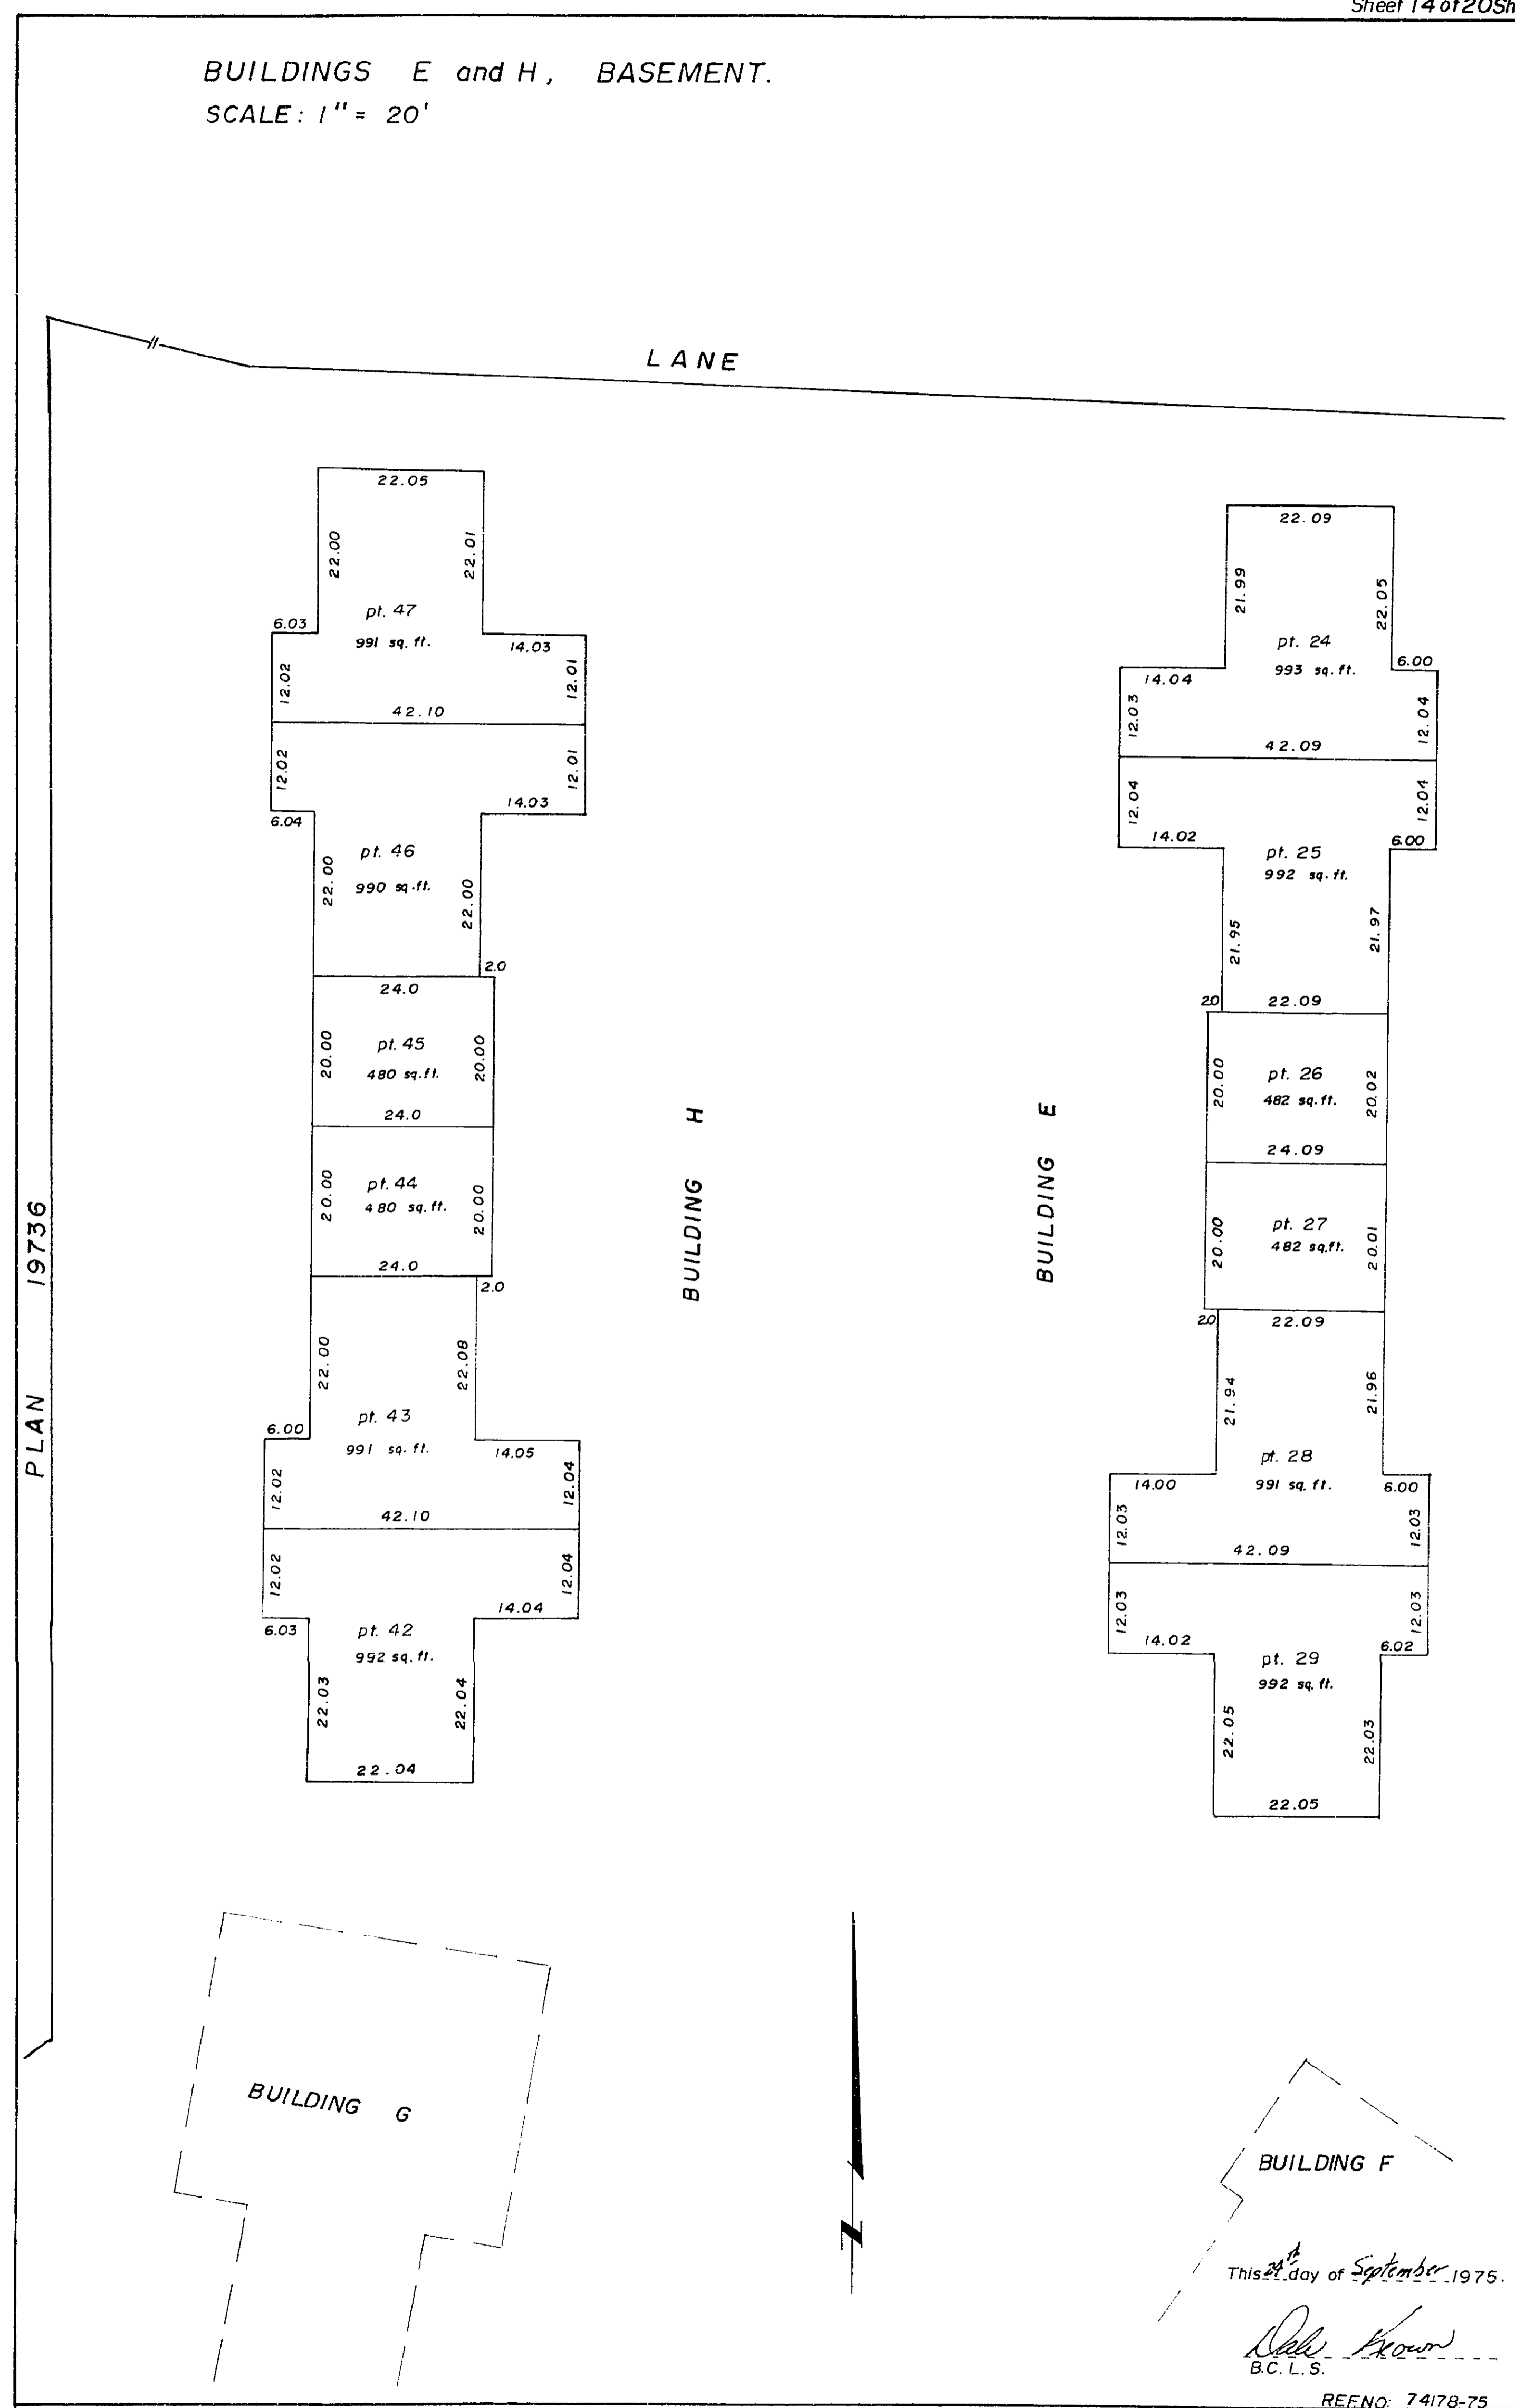 Sheet 14 of 20 Sh
BUILDINGS E and H, BASEMENT.
SCALE: 1" = 20'
LANE
PLAN 19736
22.05
22.00
22.01
pt. 47
991 sq. ft.
6.03
14.03
12.02
12.01
42.10
12.02
12.01
6.04
14.03
pt. 46
990 sq. ft.
22.00
22.00
2.0
24.0
20.00
pt. 45
480 sq. ft.
20.00
24.0
20.00
pt. 44
480 sq. ft.
20.00
24.0
2.0
22.00
22.08
pt. 43
991 sq. ft.
6.00
14.05
12.02
12.04
42.10
12.02
12.04
6.03
14.04
pt. 42
992 sq. ft.
22.03
22.04
22.04
BUILDING H
BUILDING E
22.09
21.99
22.05
pt. 24
993 sq. ft.
14.04
6.00
12.03
12.04
42.09
12.04
12.04
14.02
6.00
pt. 25
992 sq. ft.
21.95
21.97
2.0
22.09
20.00
pt. 26
482 sq. ft.
20.02
24.09
20.00
pt. 27
482 sq. ft.
20.01
2.0
22.09
21.94
21.96
pt. 28
991 sq. ft.
14.00
6.00
12.03
12.03
42.09
12.03
12.03
14.02
6.02
pt. 29
992 sq. ft.
22.05
22.03
22.05
BUILDING G
N
BUILDING F
This 24th day of September 1975.
Dale Keown
B.C.L.S.
REF.NO: 74178-75